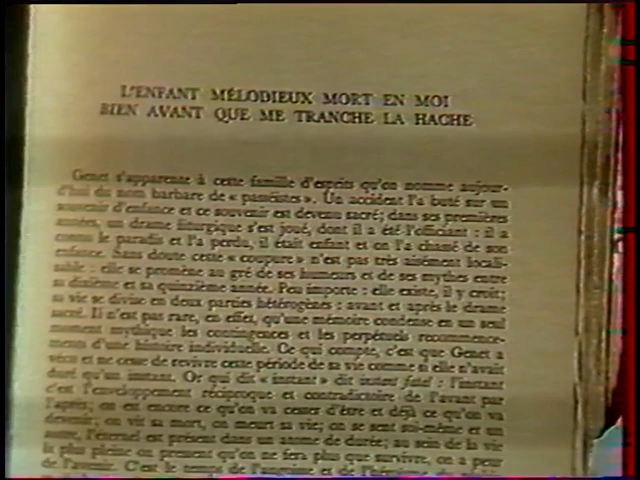 L'ENFANT MÉLODIEUX MORT EN MOI
BIEN AVANT QUE ME TRANCHE LA HACHE
Genet s'apparente à cette famille d'esprits qu'on nomme aujour-
d'hui du nom barbare de « passéistes ». Un accident l'a buté sur un
souvenir d'enfance et ce souvenir est devenu sacré; dans ses premières
années, un drame liturgique s'est joué, dont il a été l'officiant : il a
connu le paradis et l'a perdu, il était enfant et on l'a chassé de son
enfance. Sans doute cette « coupure » n'est pas très aisément locali-
sable : elle se promène au gré de ses humeurs et de ses mythes entre
sa dixième et sa quinzième année. Peu importe : elle existe, il y croit;
sa vie se divise en deux parties hétérogènes : avant et après le drame
sacré. Il n'est pas rare, en effet, qu'une mémoire condense en un seul
moment mythique les contingences et les perpétuels recommence-
ments d'une histoire individuelle. Ce qui compte, c'est que Genet a
vécu et ne cesse de revivre cette période de sa vie comme si elle n'avait
duré qu'un instant. Or qui dit « instant » dit instant fatal : l'instant
c'est l'enveloppement réciproque et contradictoire de l'avant par
l'après; on est encore ce qu'on va cesser d'être et déjà ce qu'on va
devenir; on vit sa mort, on meurt sa vie; on se sent soi-même et un
autre, l'éternel est présent dans un atome de durée; au sein de la vie
la plus pleine on pressent qu'on ne fera plus que survivre, on a peur
de l'avenir. C'est le temps de l'angoisse et de l'héroïsme